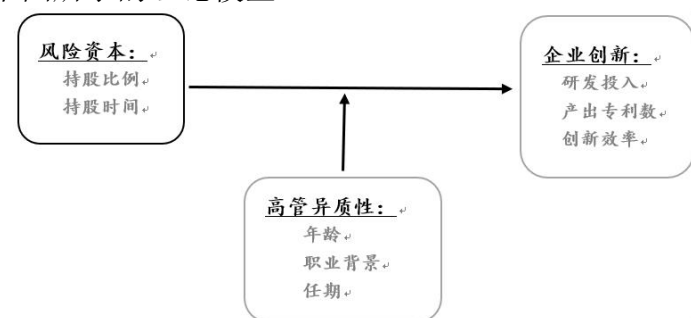 风险资本：
持股比例
持股时间
企业创新：
研发投入
产出专利数
创新效率
高管异质性：
年龄
职业背景
任期